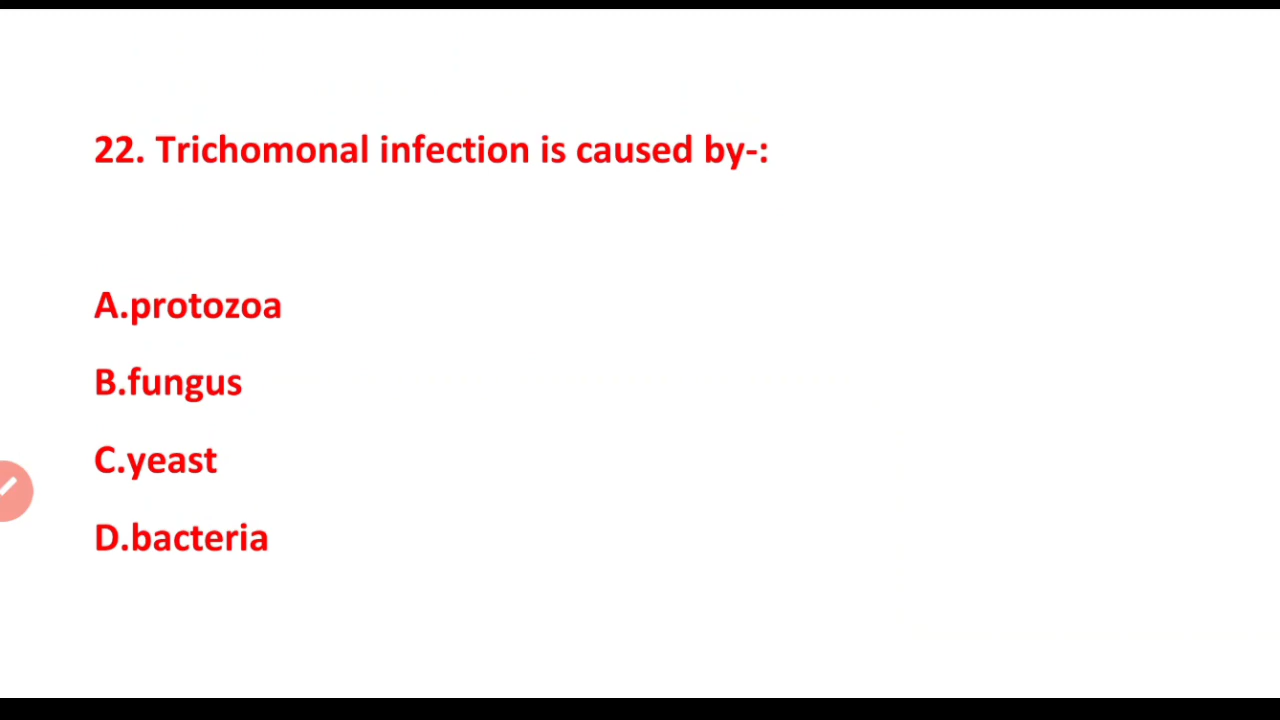 22. Trichomonal infection is caused by-:
A.protozoa
B.fungus
C.yeast
D.bacteria